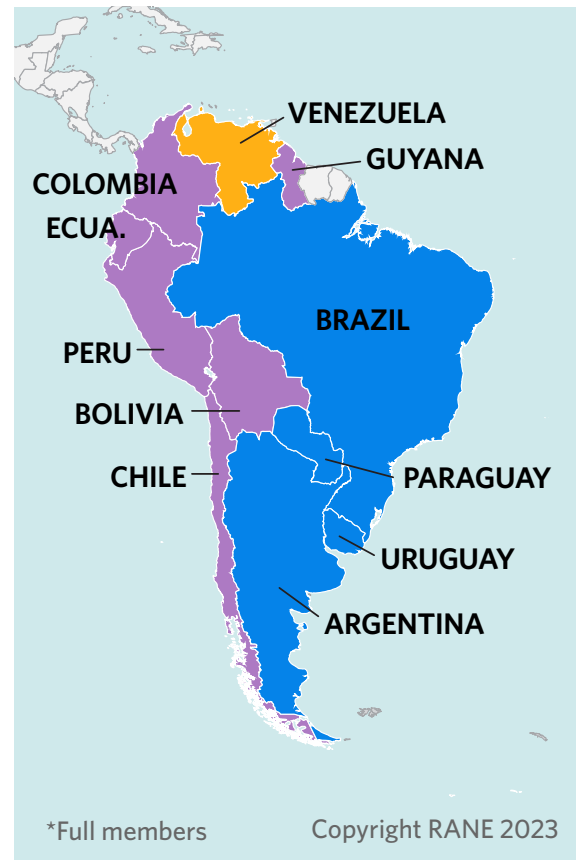 VENEZUELA
GUYANA
COLOMBIA
ECUA.
BRAZIL
PERU
BOLIVIA
CHILE
PARAGUAY
URUGUAY
ARGENTINA
*Full members
Copyright RANE 2023